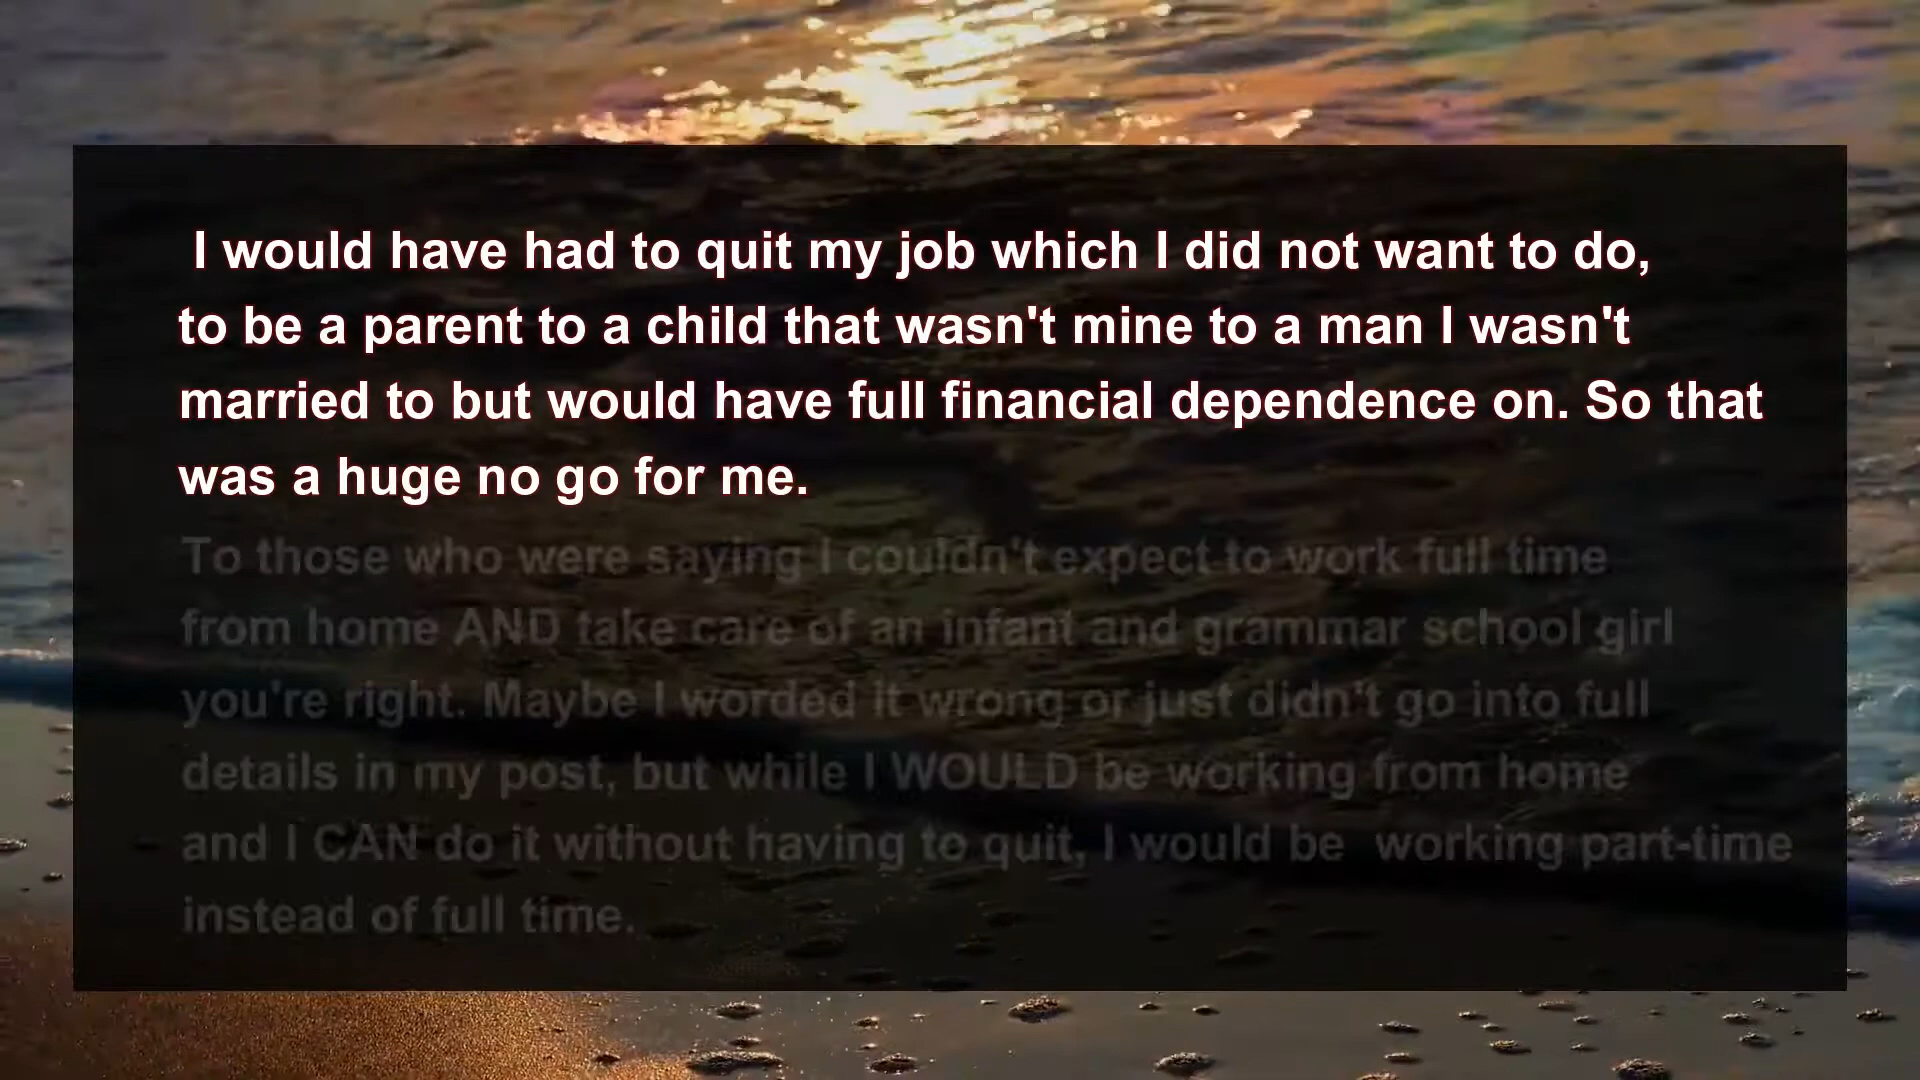 I would have had to quit my job which I did not want to do,
to be a parent to a child that wasn't mine to a man I wasn't
married to but would have full financial dependence on. So that
was a huge no go for me.
To those who were saying I couldn't expect to work full time
from home AND take care of an infant and grammar school girl
you're right. Maybe I worded it wrong or just didn't go into full
details in my post, but while I WOULD be working from home
and I CAN do it without having to quit, I would be  working part-time
instead of full time.